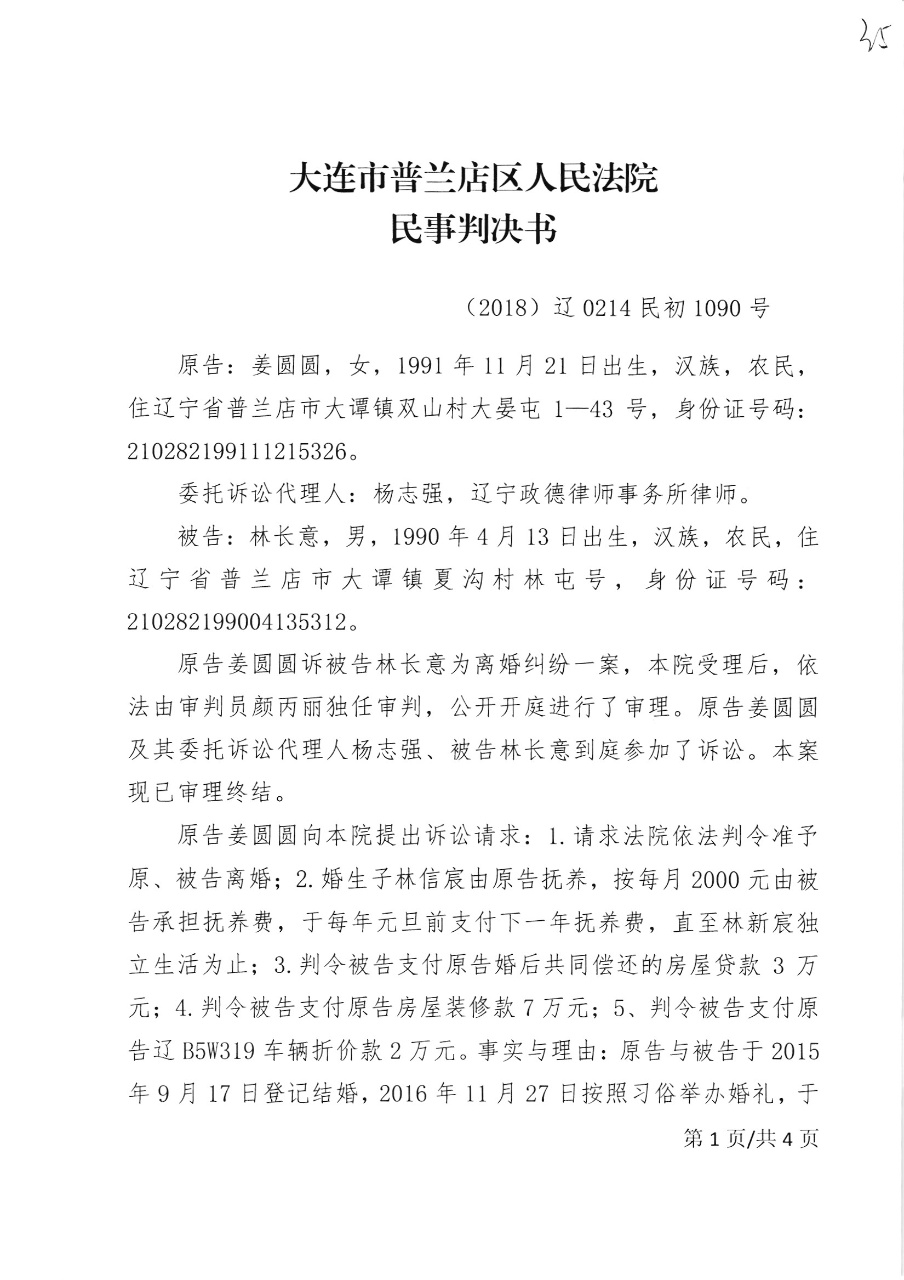 35
大连市普兰店区人民法院
民事判决书
（2018）辽 0214 民初 1090 号
原告：姜圆圆，女，1991 年 11 月 21 日出生，汉族，农民，
住辽宁省普兰店市大谭镇双山村大晏屯 1—43 号，身份证号码：
210282199111215326。
委托诉讼代理人：杨志强，辽宁政德律师事务所律师。
被告：林长意，男，1990 年 4 月 13 日出生，汉族，农民，住
辽宁省普兰店市大谭镇夏沟村林屯号，身份证号码：
210282199004135312。
原告姜圆圆诉被告林长意为离婚纠纷一案，本院受理后，依
法由审判员颜丙丽独任审判，公开开庭进行了审理。原告姜圆圆
及其委托诉讼代理人杨志强、被告林长意到庭参加了诉讼。本案
现已审理终结。
原告姜圆圆向本院提出诉讼请求：1.请求法院依法判令准予
原、被告离婚；2.婚生子林信宸由原告抚养，按每月 2000 元由被
告承担抚养费，于每年元旦前支付下一年抚养费，直至林新宸独
立生活为止；3.判令被告支付原告婚后共同偿还的房屋贷款 3 万
元；4.判令被告支付原告房屋装修款 7 万元；5、判令被告支付原
告辽 B5W319 车辆折价款 2 万元。事实与理由：原告与被告于 2015
年 9 月 17 日登记结婚，2016 年 11 月 27 日按照习俗举办婚礼，于
第 1 页/共 4 页